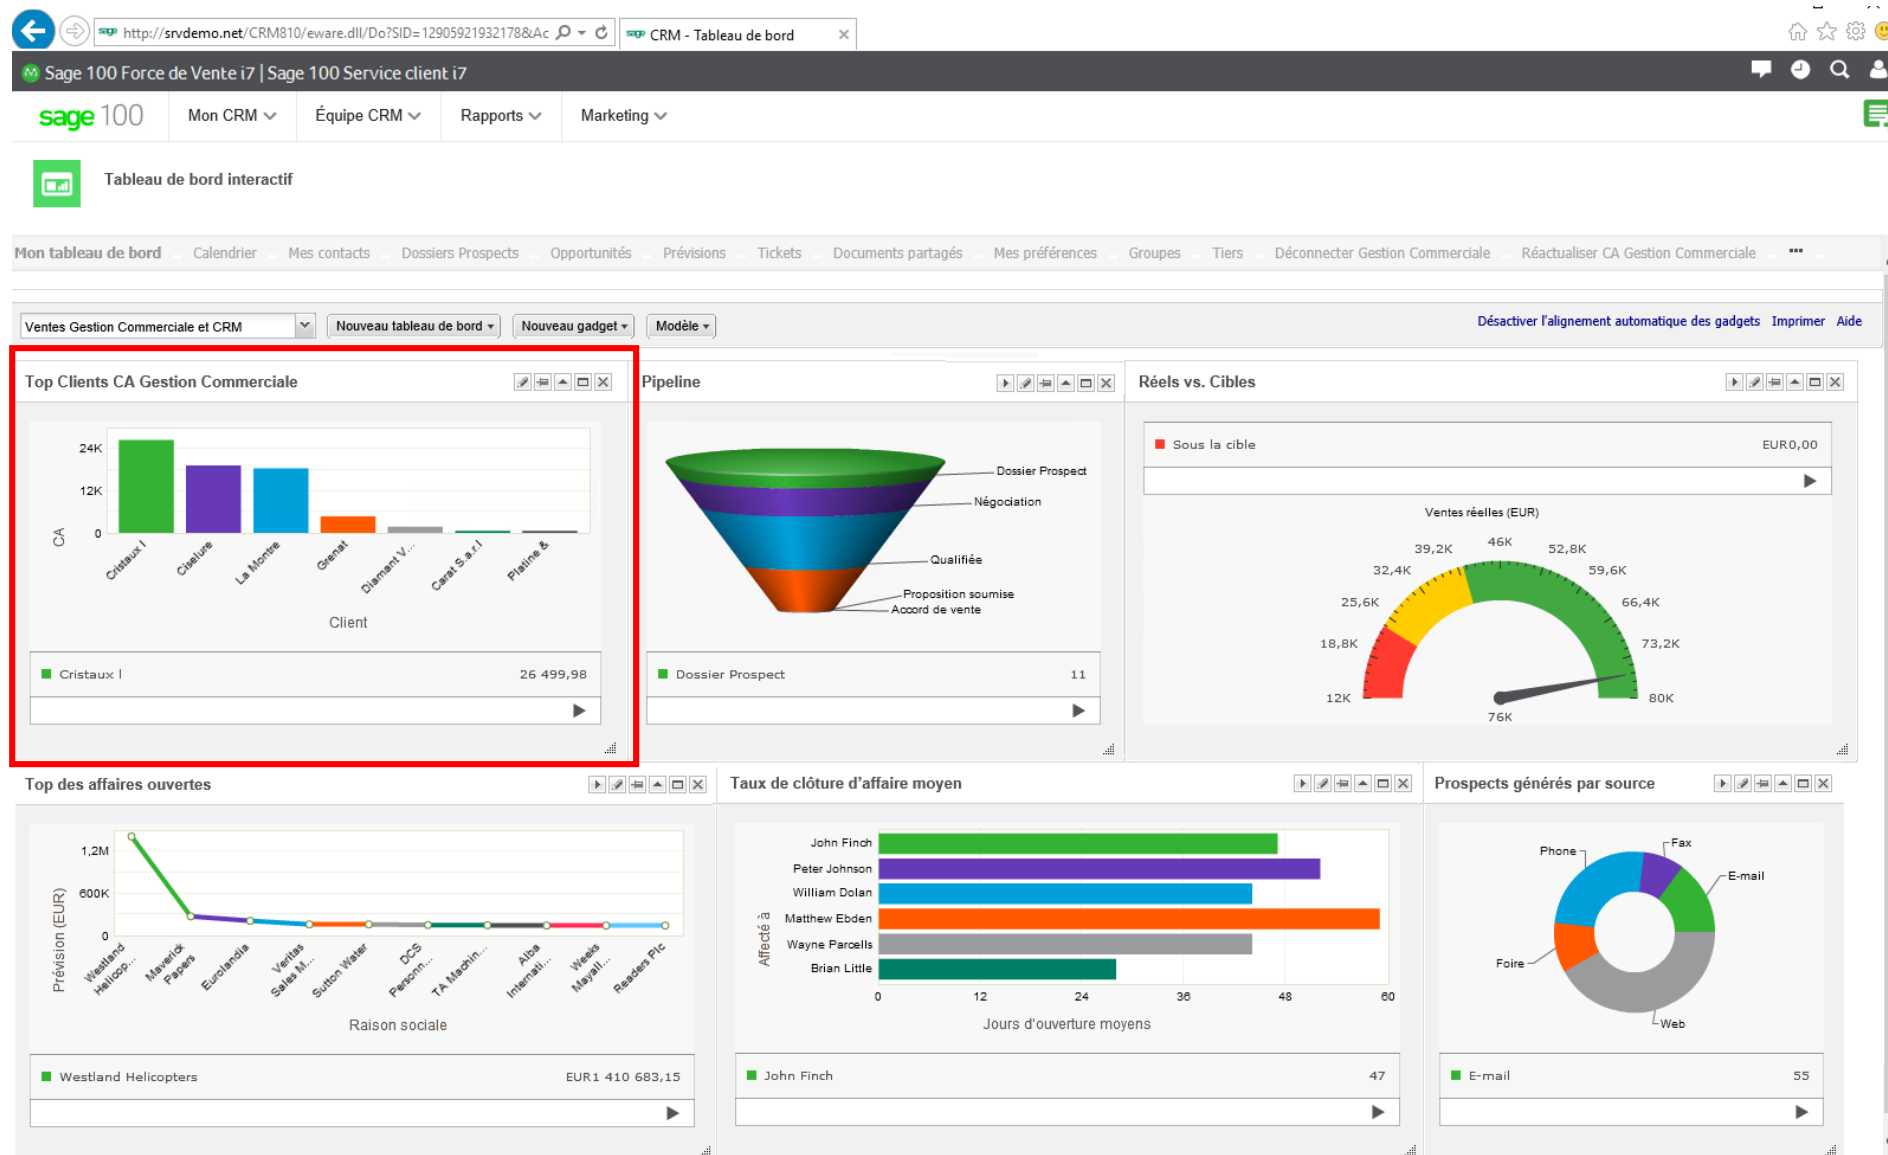 http://srvdemo.net/CRM810/eware.dll/Do?SID=12905921932178&Ac
CRM - Tableau de bord
Sage 100 Force de Vente i7 | Sage 100 Service client i7
sage 100
Mon CRM
Équipe CRM
Rapports
Marketing
Tableau de bord interactif
Mon tableau de bord
Calendrier
Mes contacts
Dossiers Prospects
Opportunités
Prévisions
Tickets
Documents partagés
Mes préférences
Groupes
Tiers
Déconnecter Gestion Commerciale
Réactualiser CA Gestion Commerciale
Ventes Gestion Commerciale et CRM
Nouveau tableau de bord
Nouveau gadget
Modèle
Désactiver l'alignement automatique des gadgets
Imprimer
Aide
Top Clients CA Gestion Commerciale
24K
12K
0
CA
Cristaux l
Ciselure
La Montre
Grenat
Diamant V...
Carat S.a.r.l
Platine &
Client
Cristaux l
26 499,98
Pipeline
Dossier Prospect
Négociation
Qualifiée
Proposition soumise
Accord de vente
Dossier Prospect
11
Réels vs. Cibles
Sous la cible
EUR0,00
Ventes réelles (EUR)
12K
18,8K
25,6K
32,4K
39,2K
46K
52,8K
59,6K
66,4K
73,2K
80K
76K
Top des affaires ouvertes
1,2M
600K
0
Prévision (EUR)
Westland Helicop...
Maverick Papers
Eurolandia
Veritas Sales M...
Sutton Water
DCS Personn...
TA Machin...
Alba Internati...
Weeks Mayall...
Readers Plc
Raison sociale
Westland Helicopters
EUR1 410 683,15
Taux de clôture d'affaire moyen
Affecté à
John Finch
Peter Johnson
William Dolan
Matthew Ebden
Wayne Parcells
Brian Little
0
12
24
36
48
60
Jours d'ouverture moyens
John Finch
47
Prospects générés par source
Phone
Fax
E-mail
Foire
Web
E-mail
55